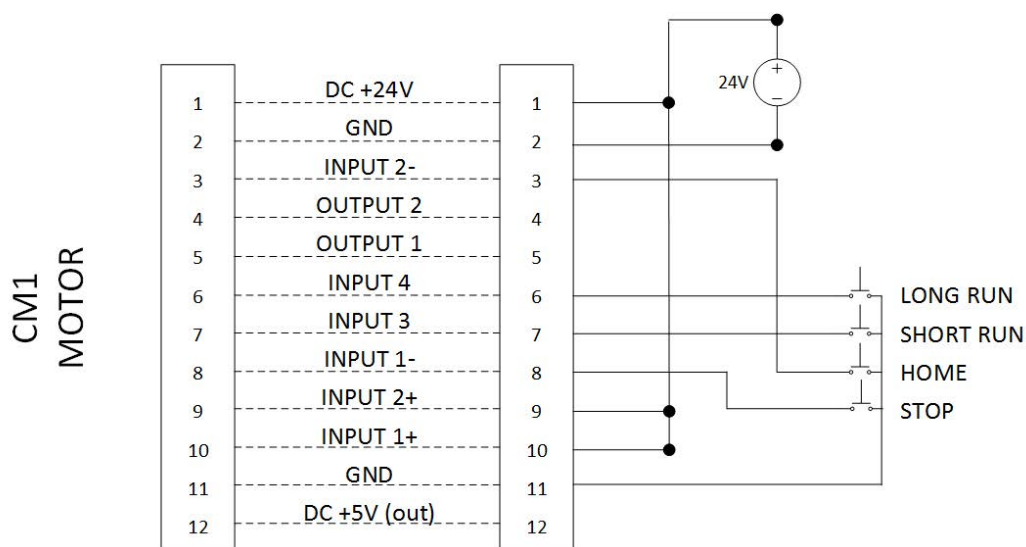 24V
+
−
1 DC +24V 1
2 GND 2
3 INPUT 2- 3
4 OUTPUT 2 4
5 OUTPUT 1 5
6 INPUT 4 6 LONG RUN
7 INPUT 3 7 SHORT RUN
8 INPUT 1- 8 HOME
9 INPUT 2+ 9 STOP
10 INPUT 1+ 10
11 GND 11
12 DC +5V (out) 12
CM1
MOTOR